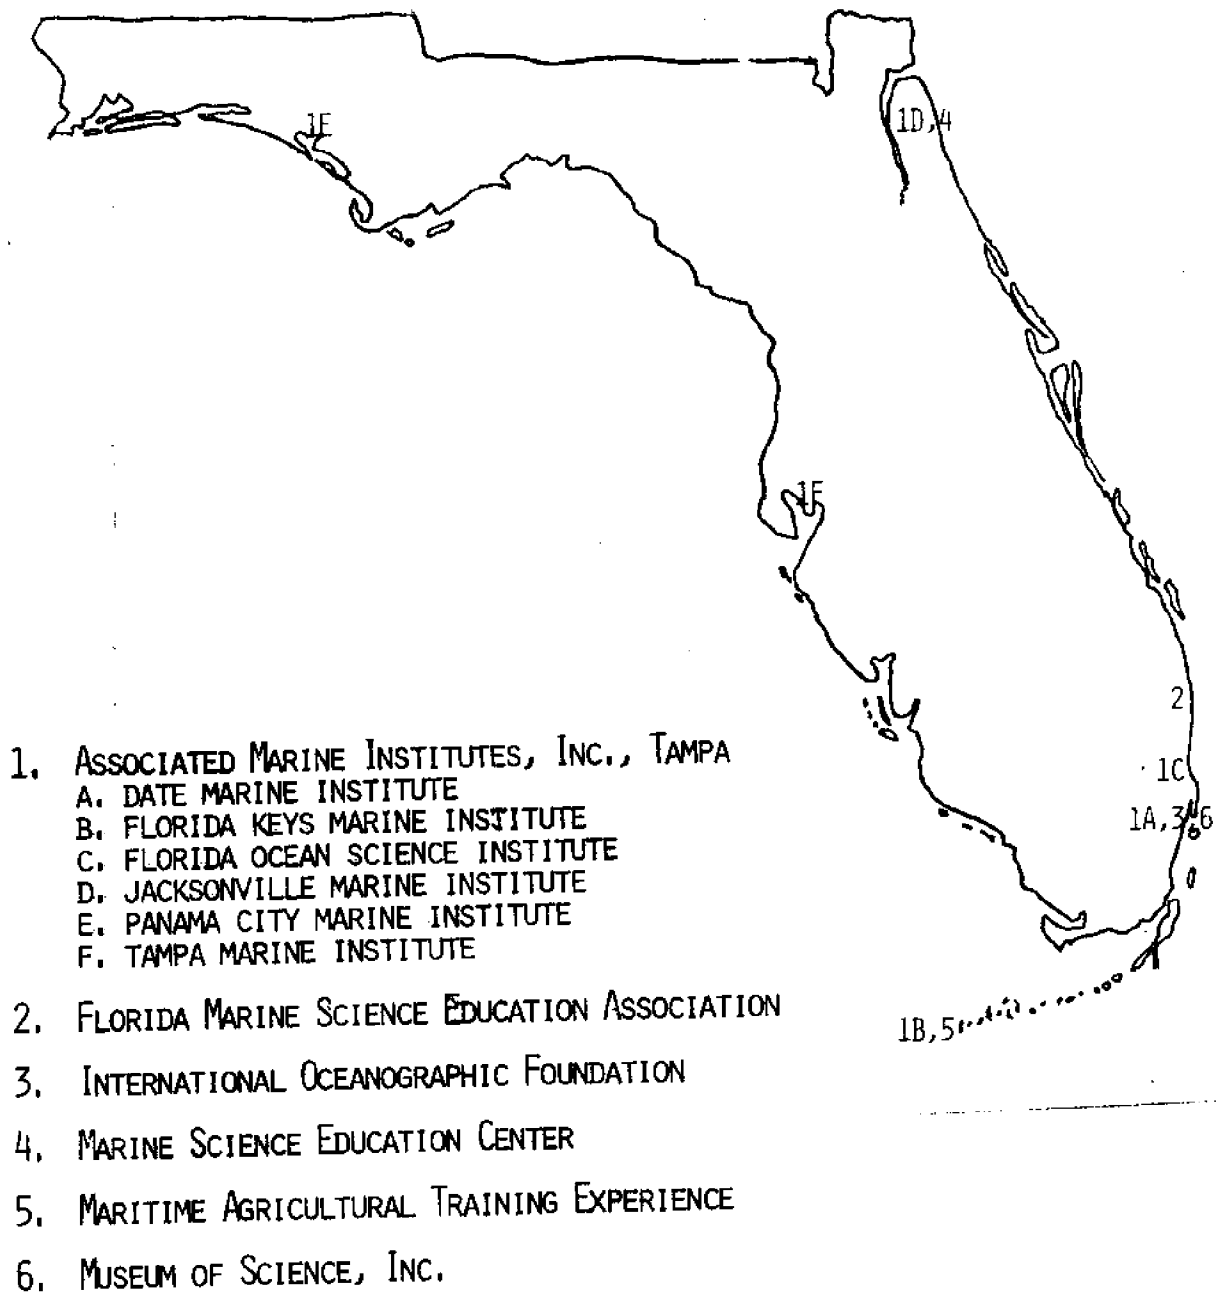 1E
1D,4
1F
2
1C
1A,3,6
1. ASSOCIATED MARINE INSTITUTES, INC., TAMPA
A. DATE MARINE INSTITUTE
B. FLORIDA KEYS MARINE INSTITUTE
C. FLORIDA OCEAN SCIENCE INSTITUTE
D. JACKSONVILLE MARINE INSTITUTE
E. PANAMA CITY MARINE INSTITUTE
F. TAMPA MARINE INSTITUTE
2. FLORIDA MARINE SCIENCE EDUCATION ASSOCIATION
1B,5
3. INTERNATIONAL OCEANOGRAPHIC FOUNDATION
4. MARINE SCIENCE EDUCATION CENTER
5. MARITIME AGRICULTURAL TRAINING EXPERIENCE
6. MUSEUM OF SCIENCE, INC.